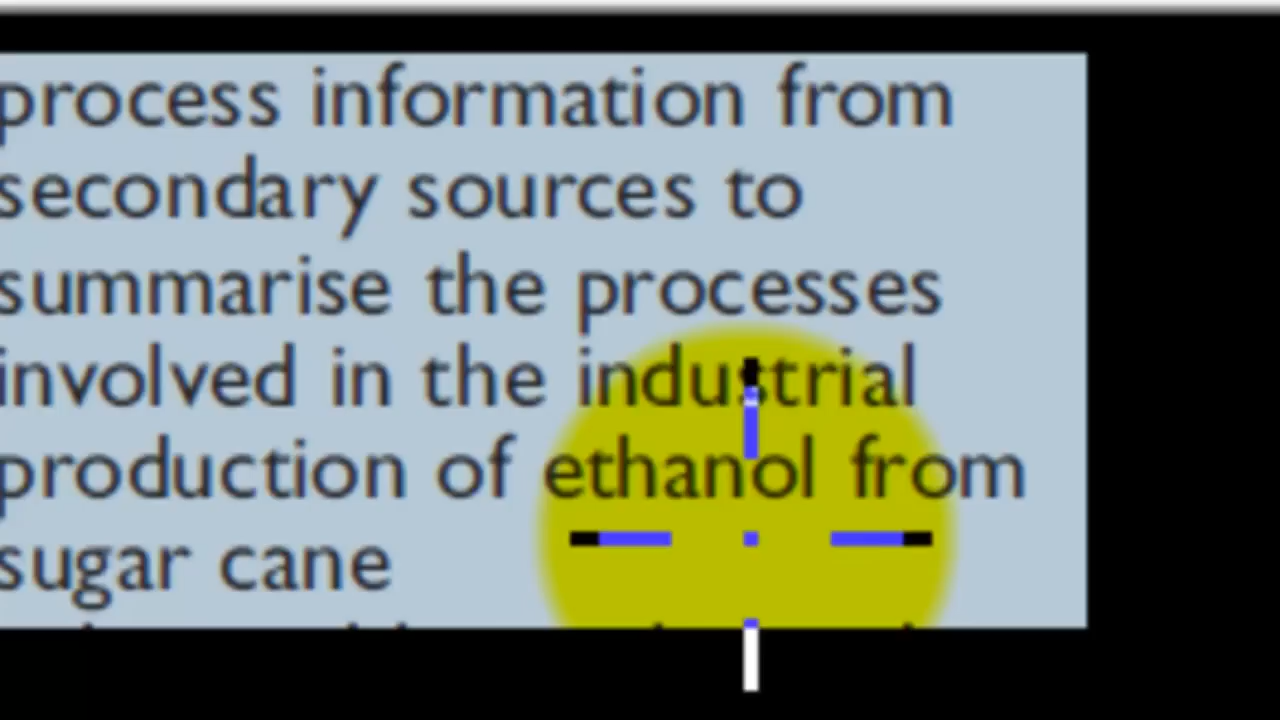 process information from
secondary sources to
summarise the processes
involved in the industrial
production of ethanol from
sugar cane